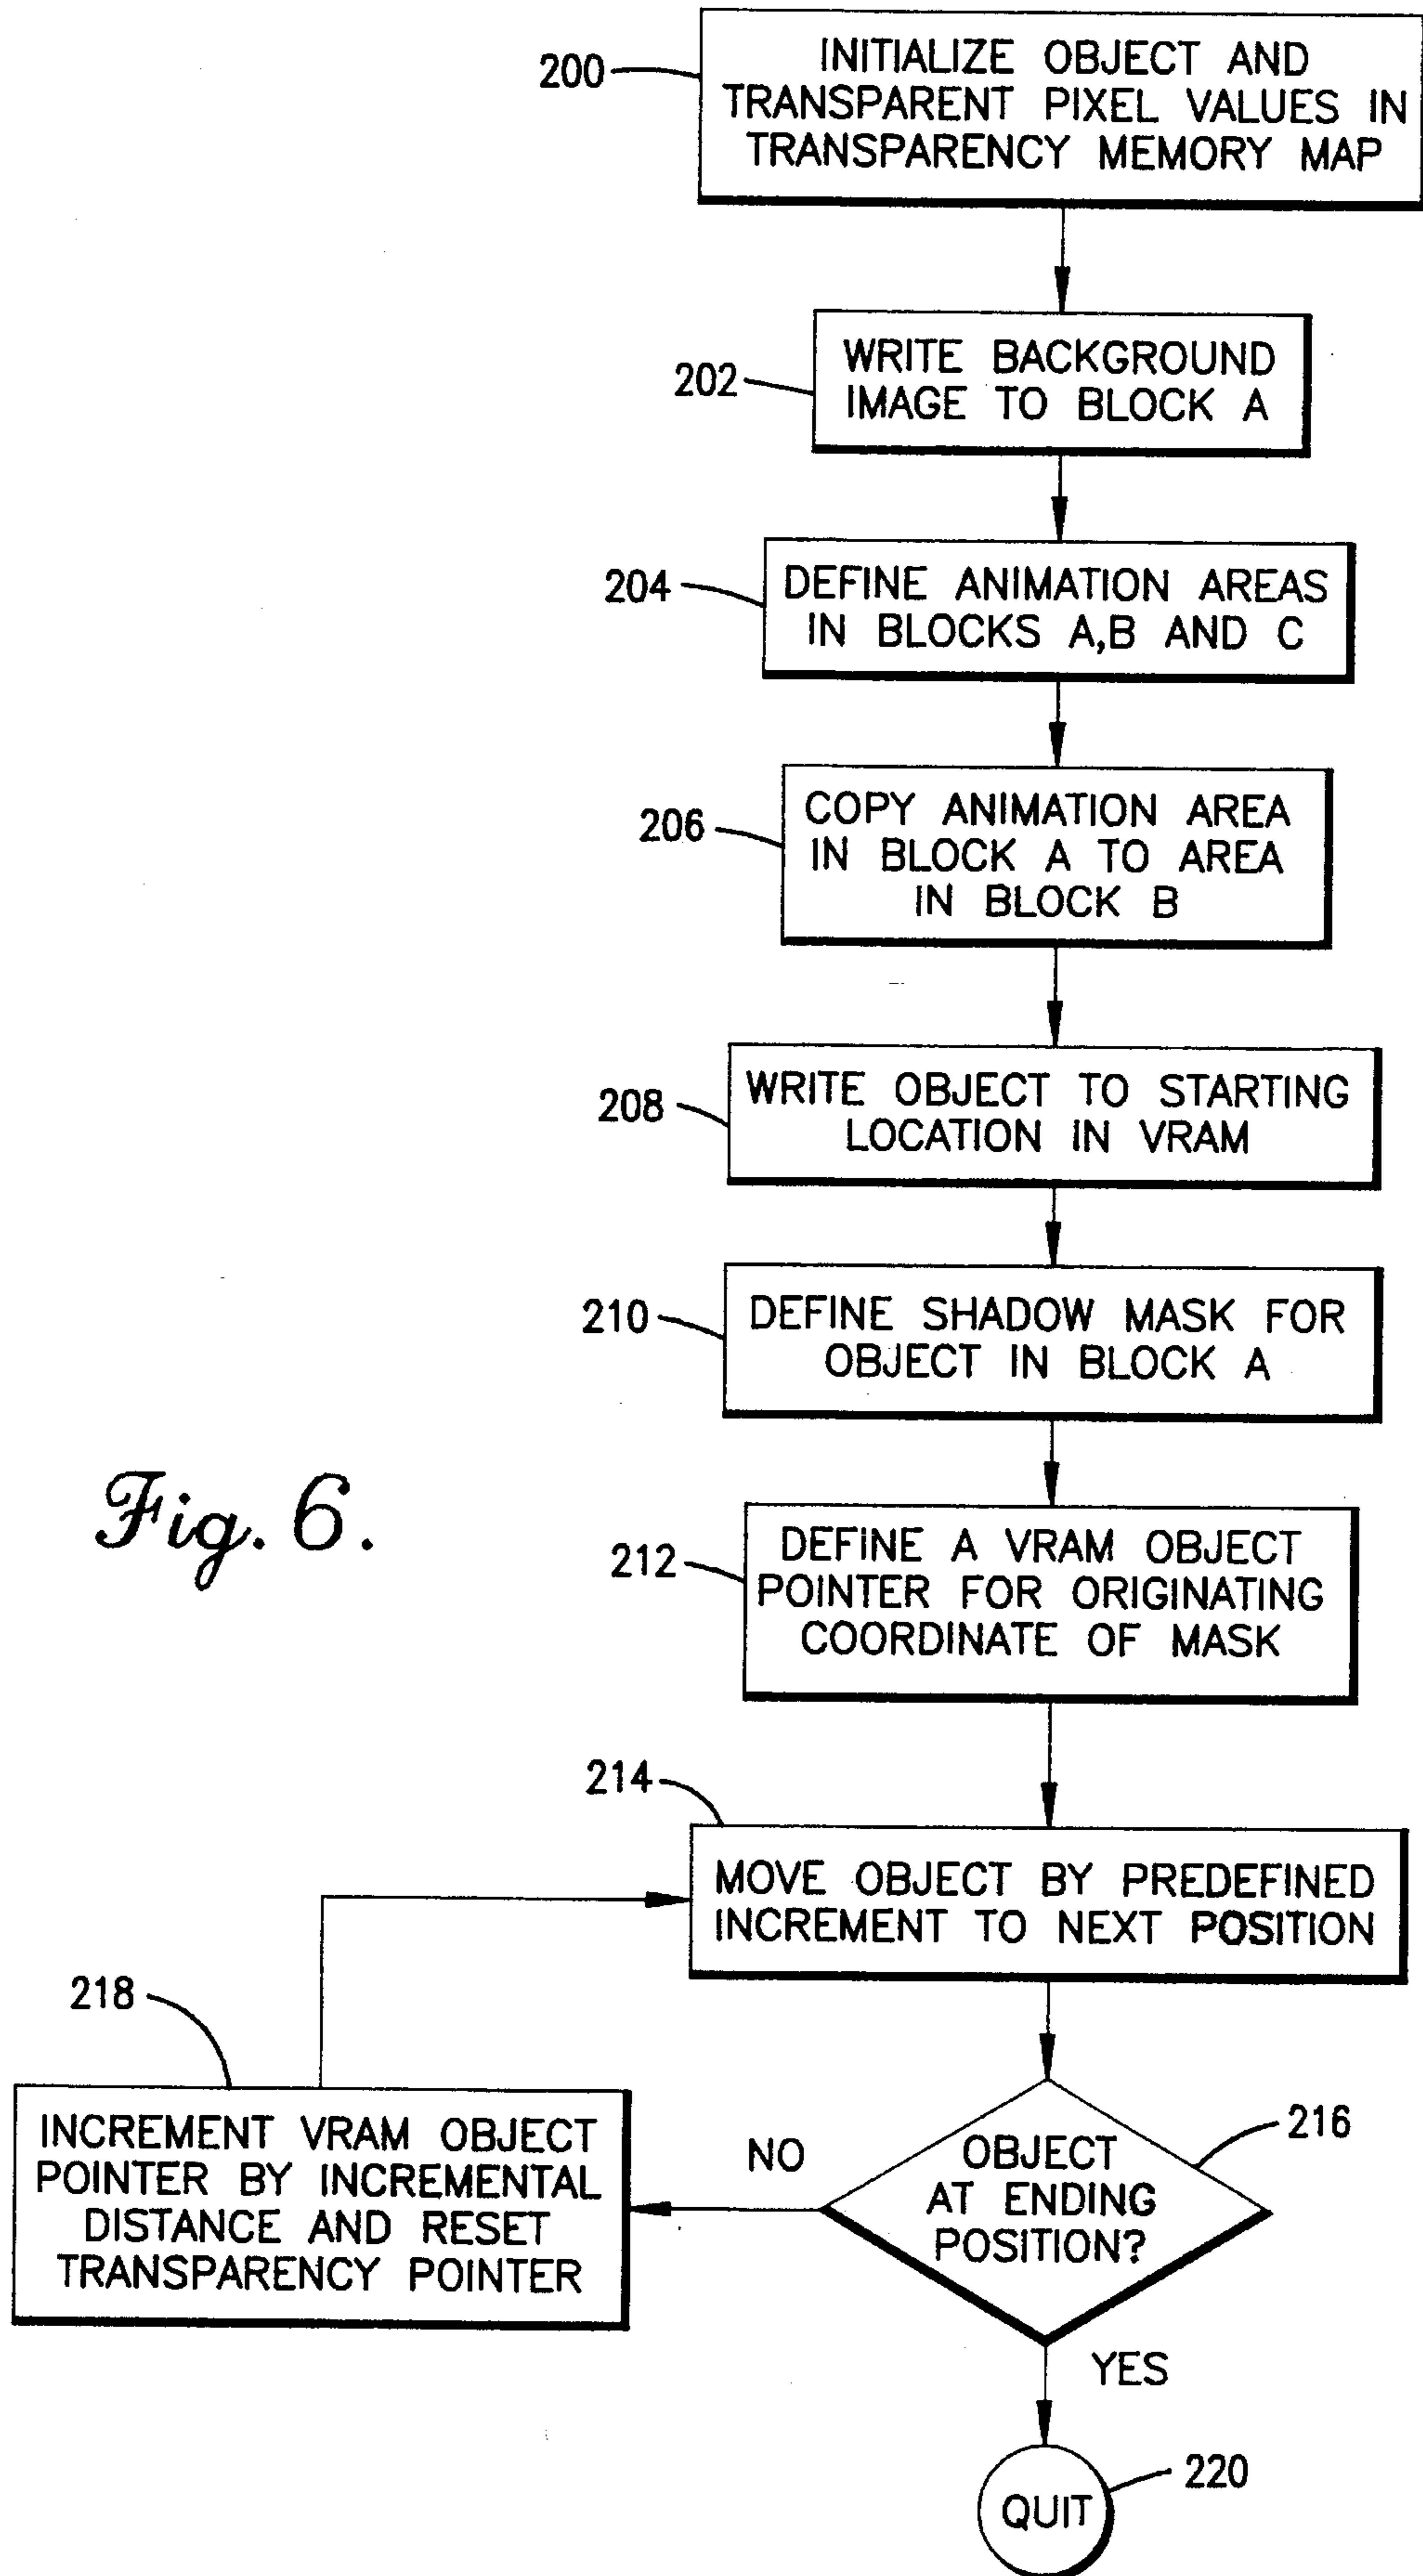 200
INITIALIZE OBJECT AND
TRANSPARENT PIXEL VALUES IN
TRANSPARENCY MEMORY MAP
202
WRITE BACKGROUND
IMAGE TO BLOCK A
204
DEFINE ANIMATION AREAS
IN BLOCKS A,B AND C
206
COPY ANIMATION AREA
IN BLOCK A TO AREA
IN BLOCK B
208
WRITE OBJECT TO STARTING
LOCATION IN VRAM
210
DEFINE SHADOW MASK FOR
OBJECT IN BLOCK A
Fig. 6.
212
DEFINE A VRAM OBJECT
POINTER FOR ORIGINATING
COORDINATE OF MASK
214
MOVE OBJECT BY PREDEFINED
INCREMENT TO NEXT POSITION
218
INCREMENT VRAM OBJECT
POINTER BY INCREMENTAL
DISTANCE AND RESET
TRANSPARENCY POINTER
NO
216
OBJECT
AT ENDING
POSITION?
YES
220
QUIT